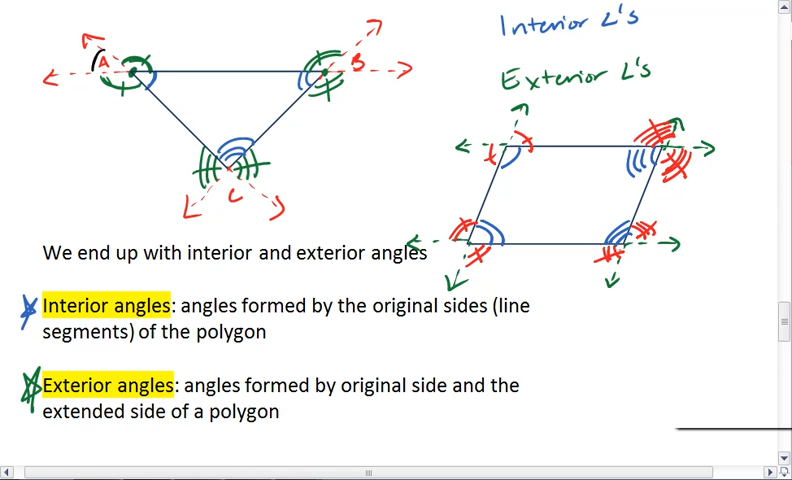 Interior L's
A
B
Exterior L's
C
We end up with interior and exterior angles
Interior angles: angles formed by the original sides (line
segments) of the polygon
Exterior angles: angles formed by original side and the
extended side of a polygon